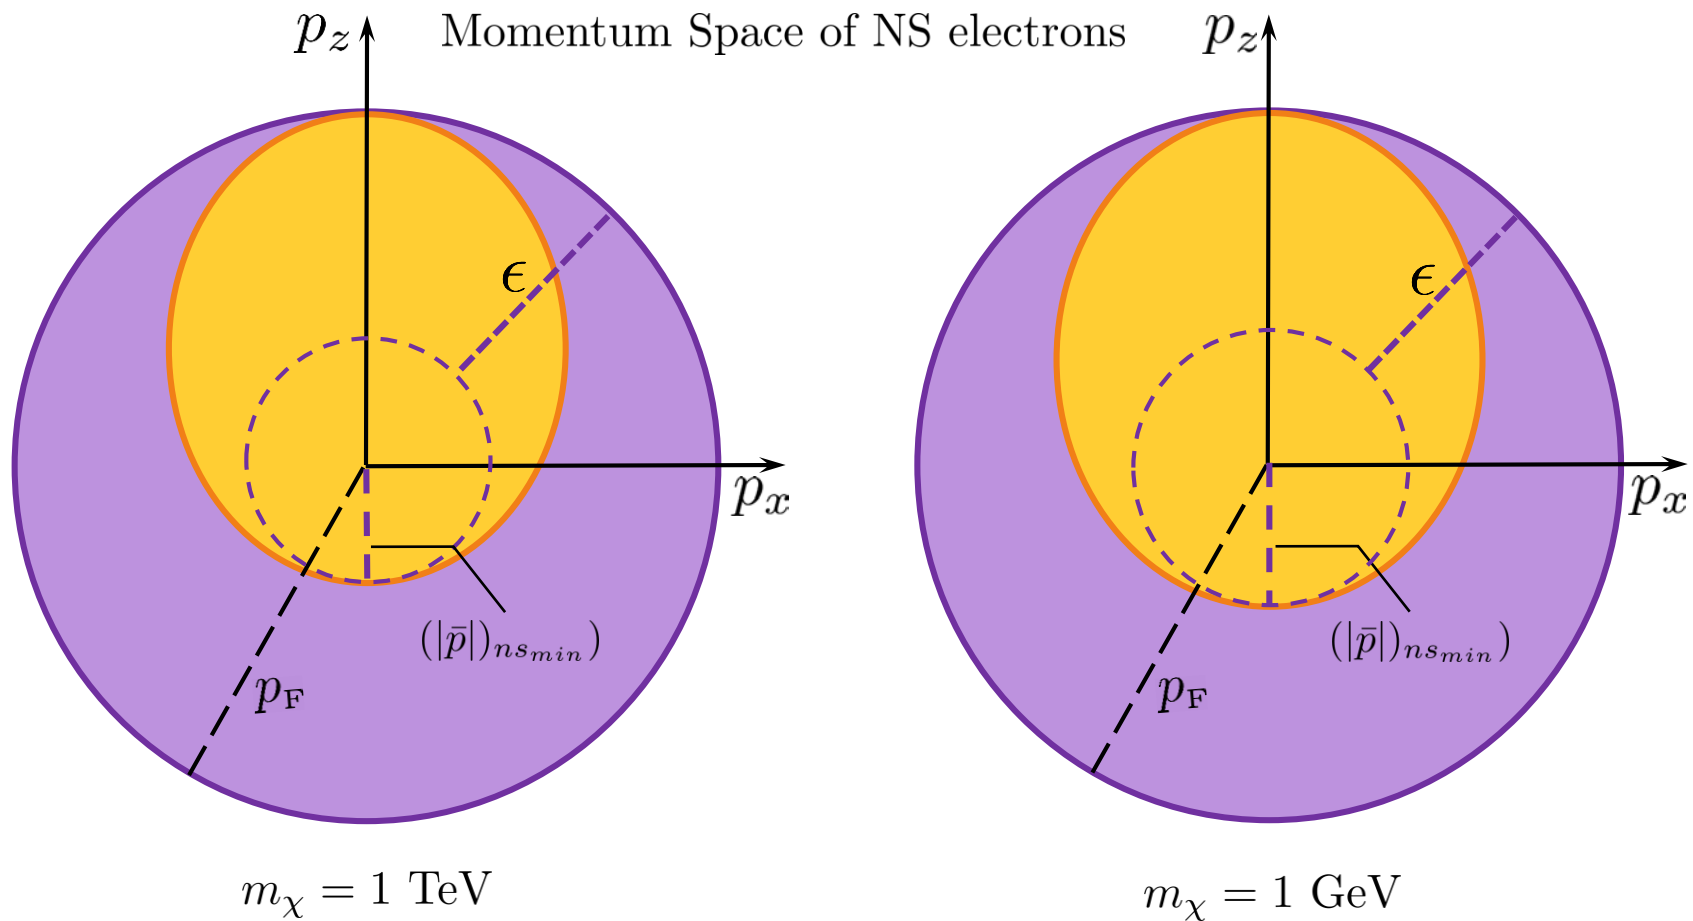 Momentum Space of NS electrons
p_z
p_z
ϵ
ϵ
p_x
p_x
(|p̄|)_{ns_{min}})
(|p̄|)_{ns_{min}})
p_F
p_F
m_χ = 1 TeV
m_χ = 1 GeV